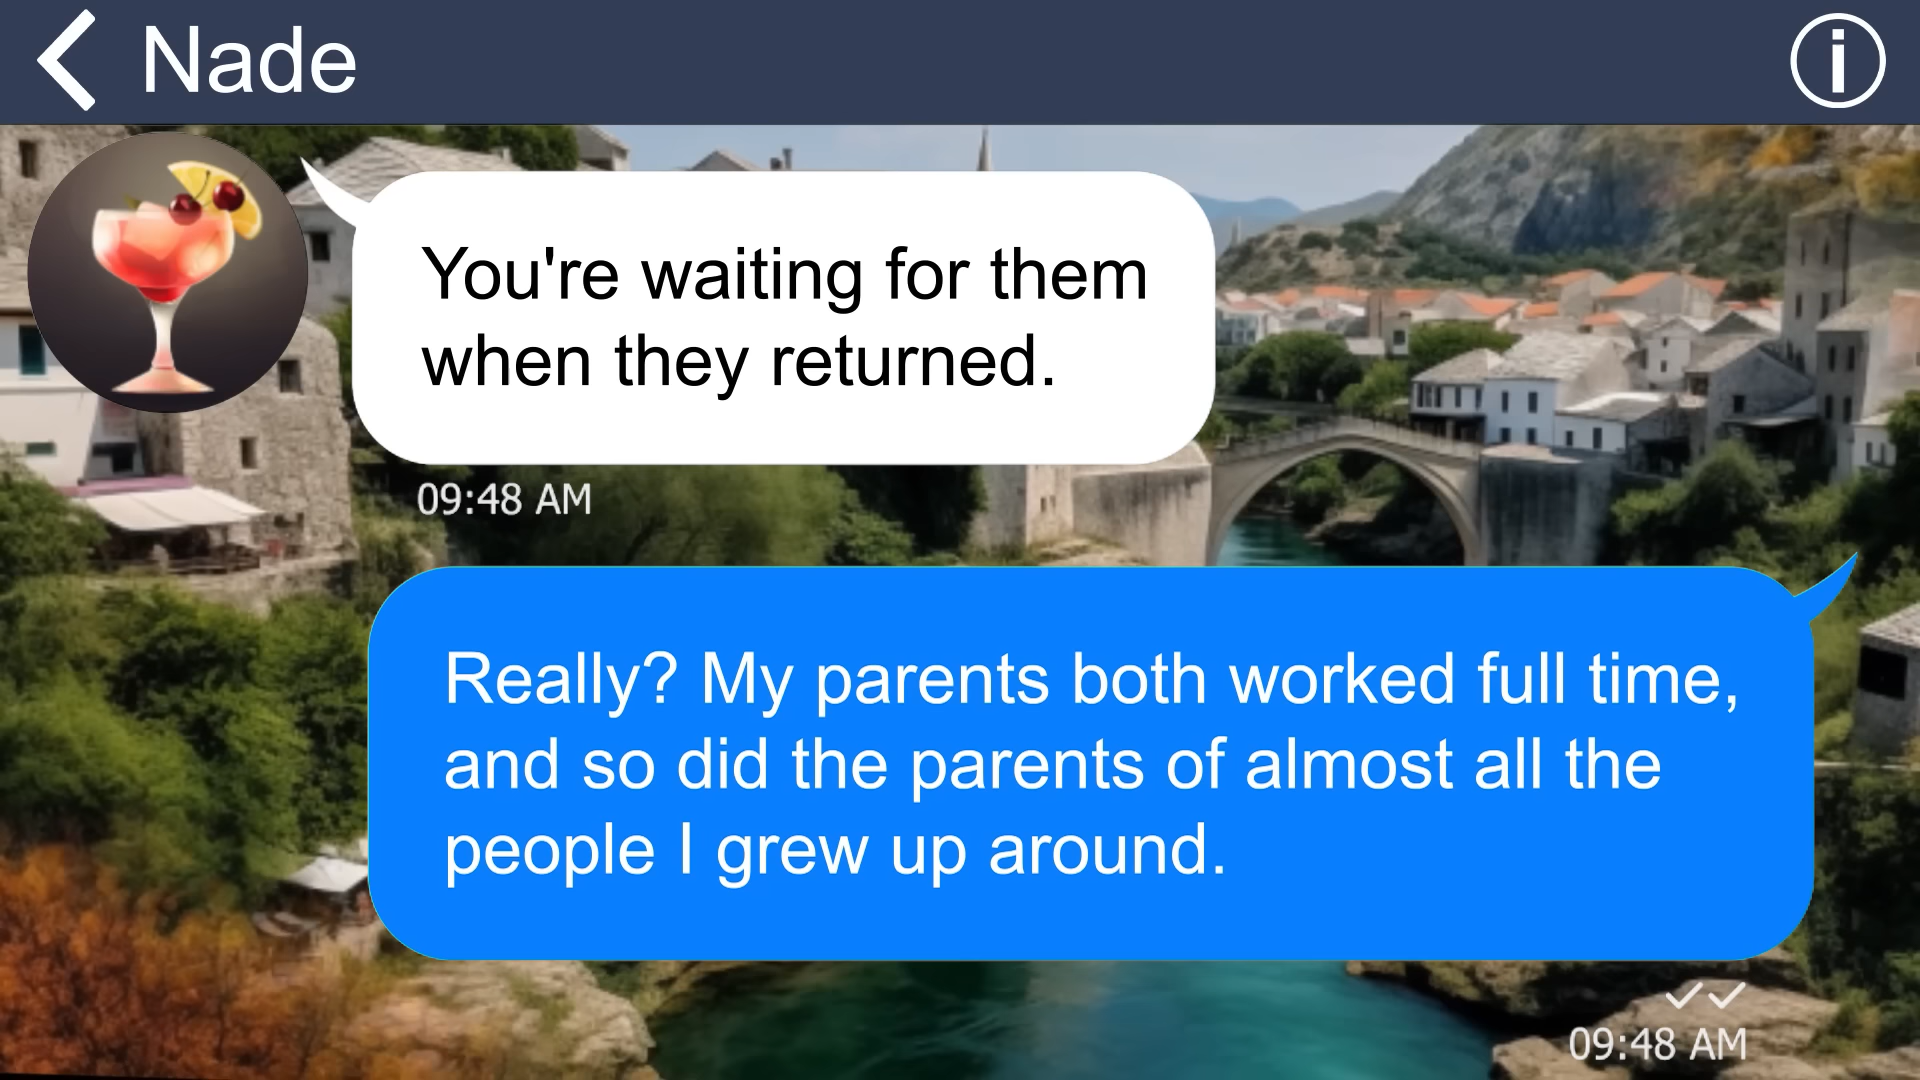 Nade
You're waiting for them
when they returned.
09:48 AM
Really? My parents both worked full time,
and so did the parents of almost all the
people I grew up around.
09:48 AM